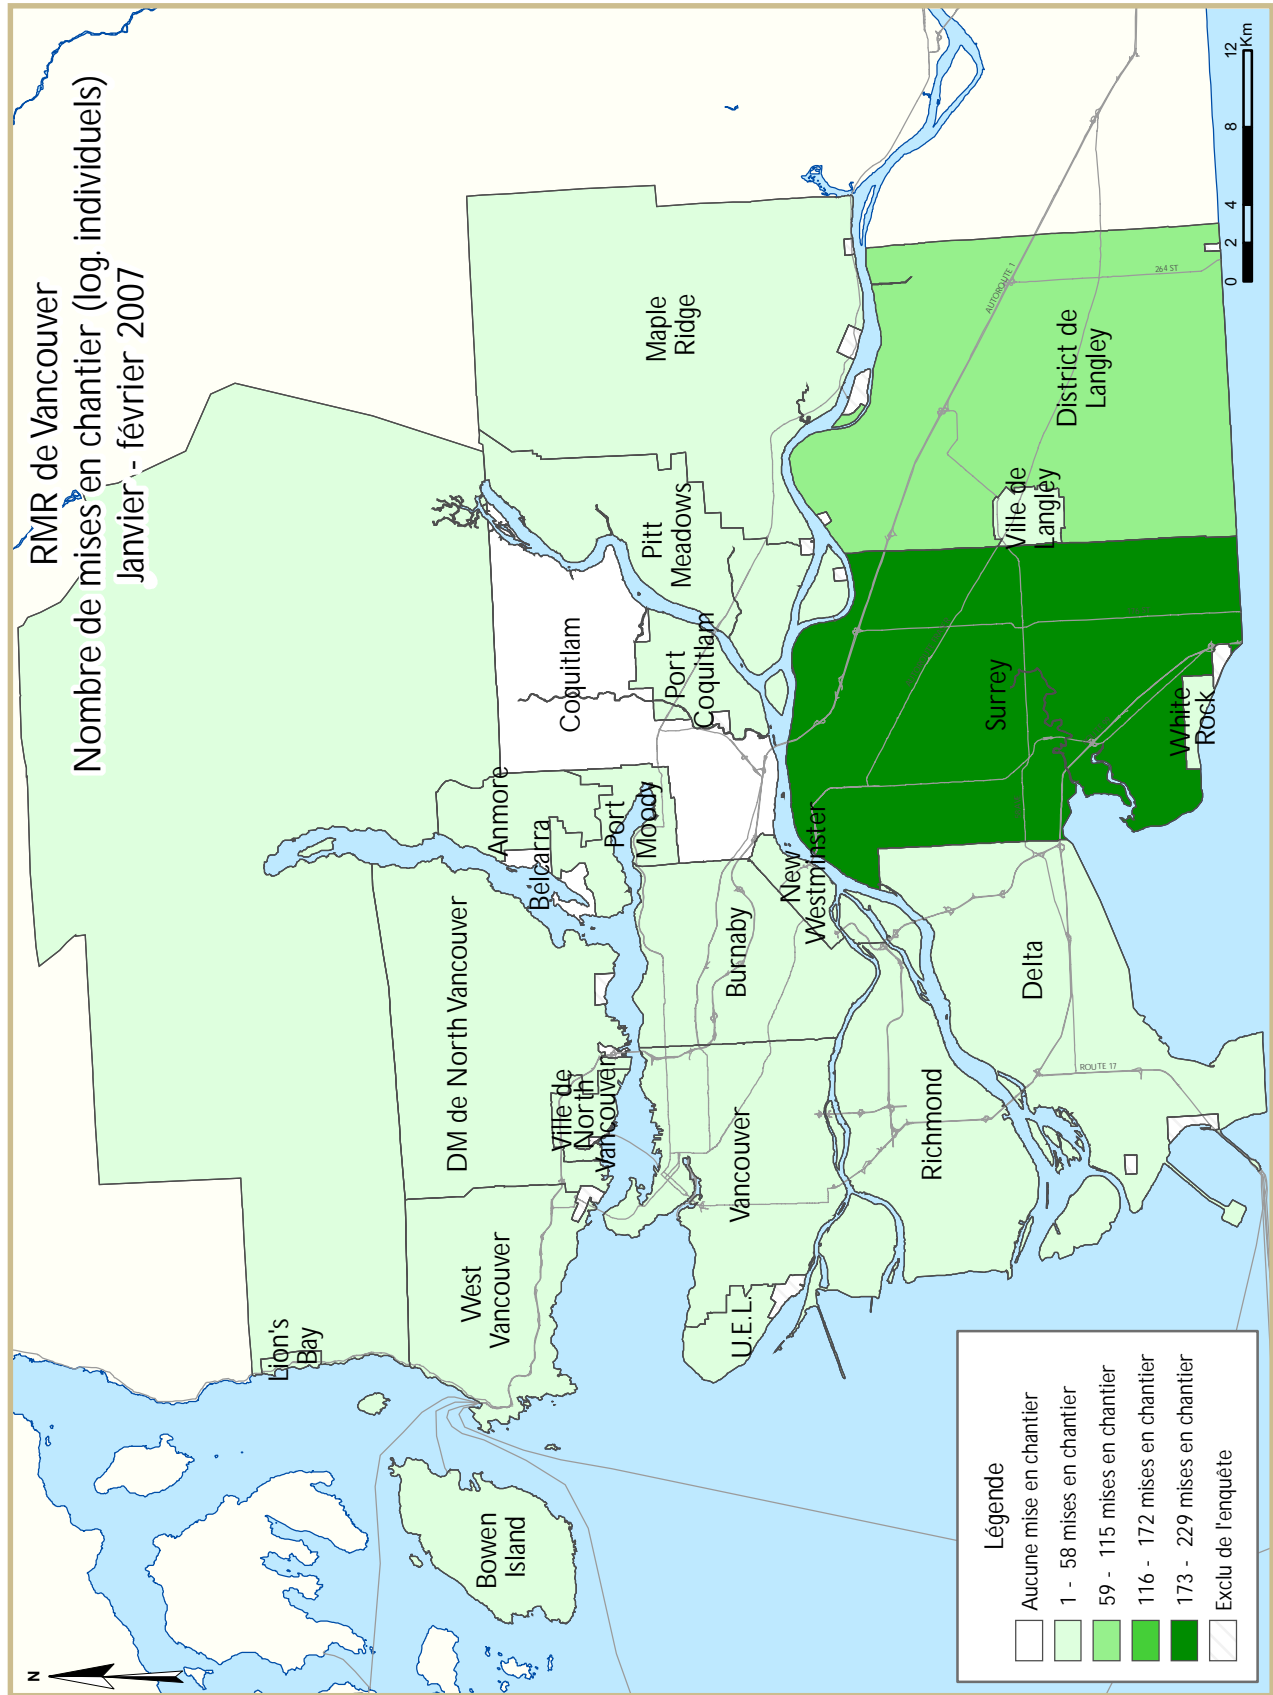 RMR de Vancouver
Nombre de mises en chantier (log. individuels)
Janvier - février 2007
N
Bowen
Island
Lion's
Bay
West
Vancouver
DM de North Vancouver
Ville de
North
Vancouver
Anmore
Belcarra
Port
Moody
Coquitlam
Port
Coquitlam
Pitt
Meadows
Maple
Ridge
U.E.L.
Vancouver
Burnaby
New
Westminster
Richmond
Delta
Surrey
White
Rock
Ville de
Langley
District de
Langley
AUTOROUTE 1
264 ST
ROUTE 17
Légende
Aucune mise en chantier
1 - 58 mises en chantier
59 - 115 mises en chantier
116 - 172 mises en chantier
173 - 229 mises en chantier
Exclu de l'enquête
0 2 4 8 12
Km